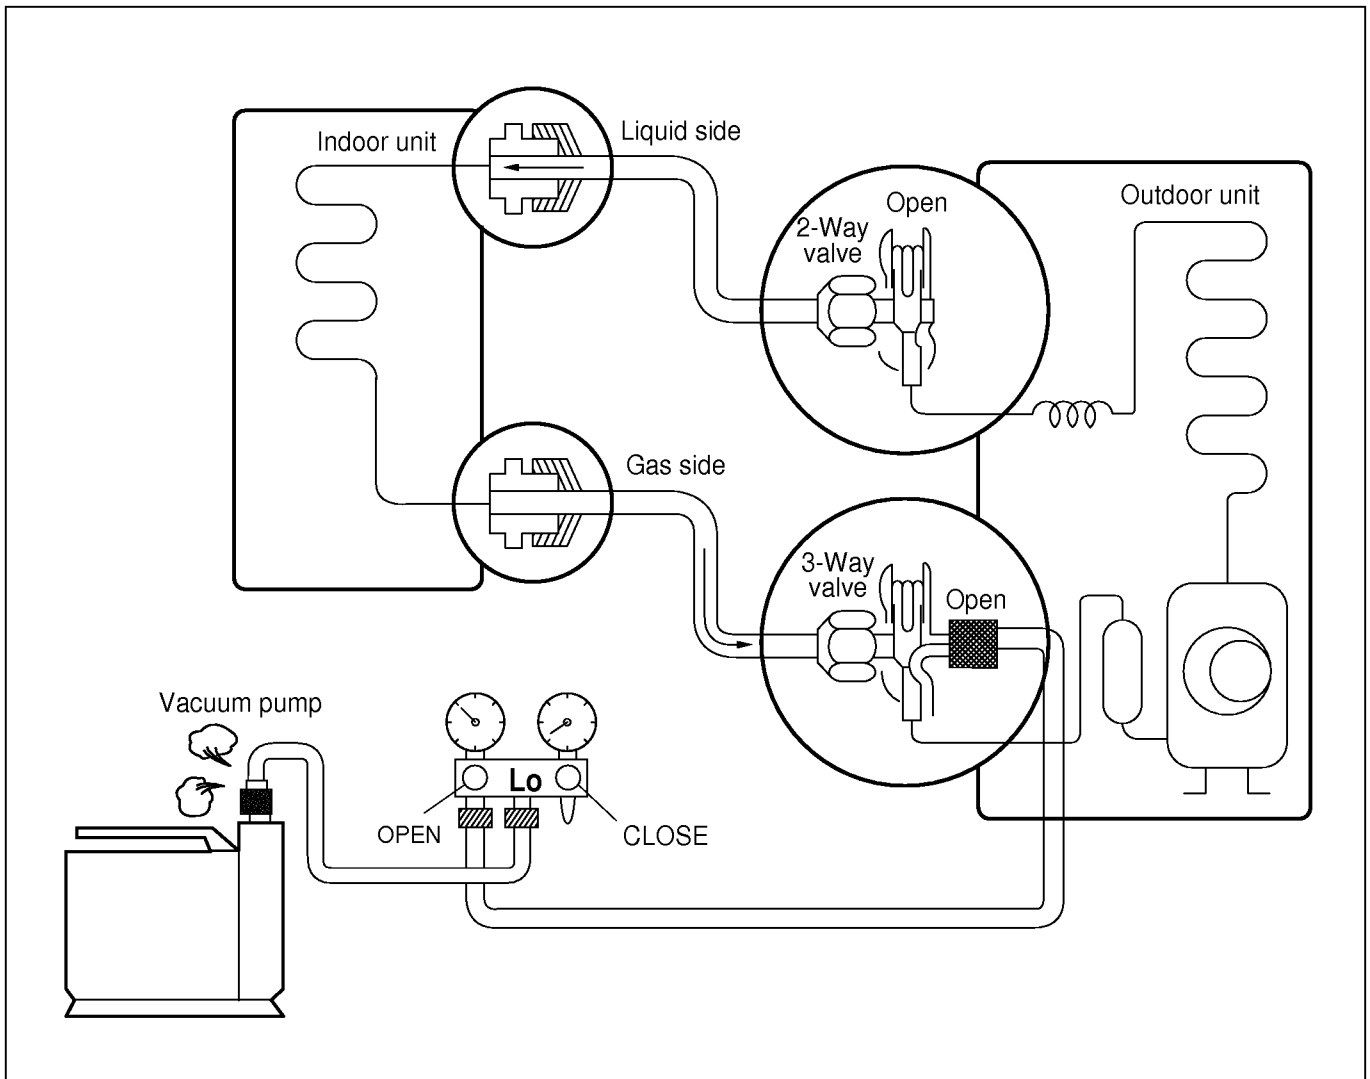 Indoor unit
Liquid side
Open
2-Way
valve
Outdoor unit
Gas side
3-Way
valve
Open
Vacuum pump
Lo
OPEN
CLOSE